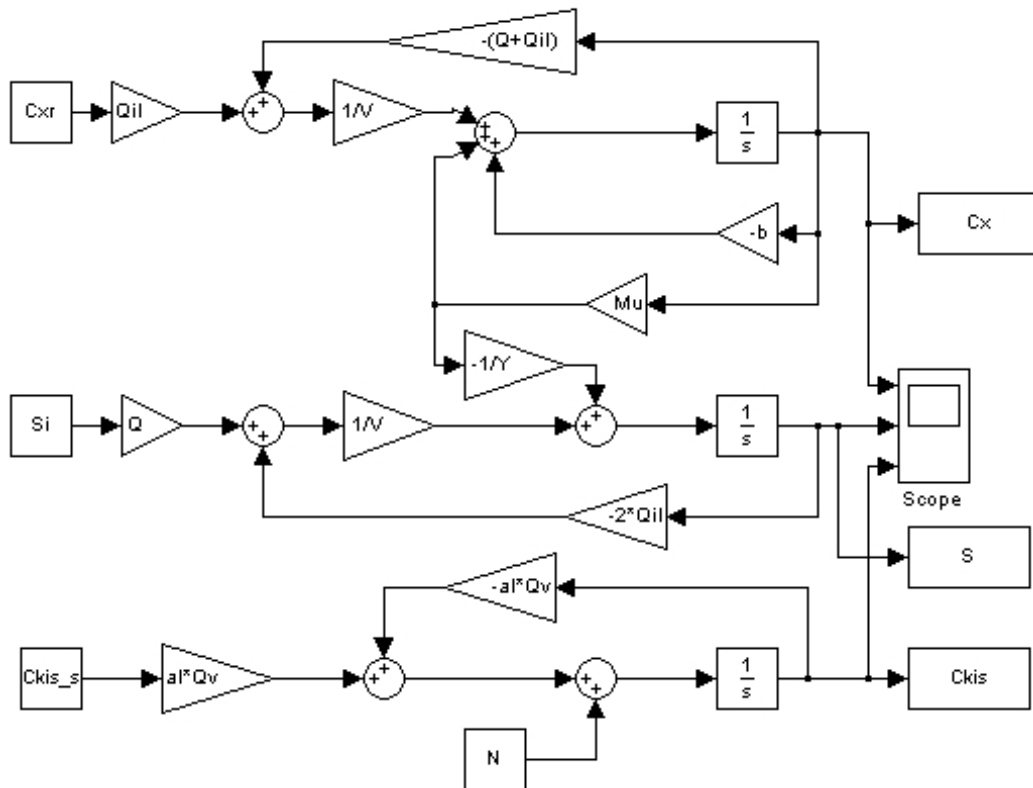 -(Q+Qil)
Cxr
Qil
+
+
1/V
+
+
+
1
s
Cx
-b
Mu
-1/Y
Si
Q
+
+
1/V
+
+
1
s
Scope
-2*Qil
S
-al*Qv
Ckis_s
al*Qv
+
+
+
+
1
s
Ckis
N